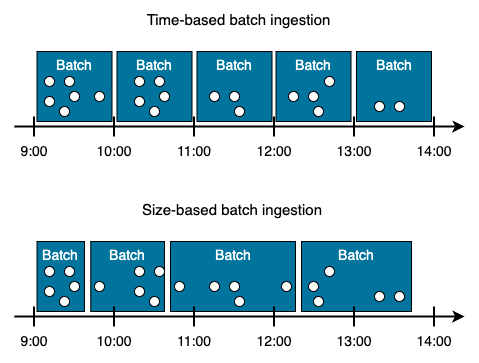 Time-based batch ingestion
Batch Batch Batch Batch Batch
9:00 10:00 11:00 12:00 13:00 14:00
Size-based batch ingestion
Batch Batch Batch Batch
9:00 10:00 11:00 12:00 13:00 14:00